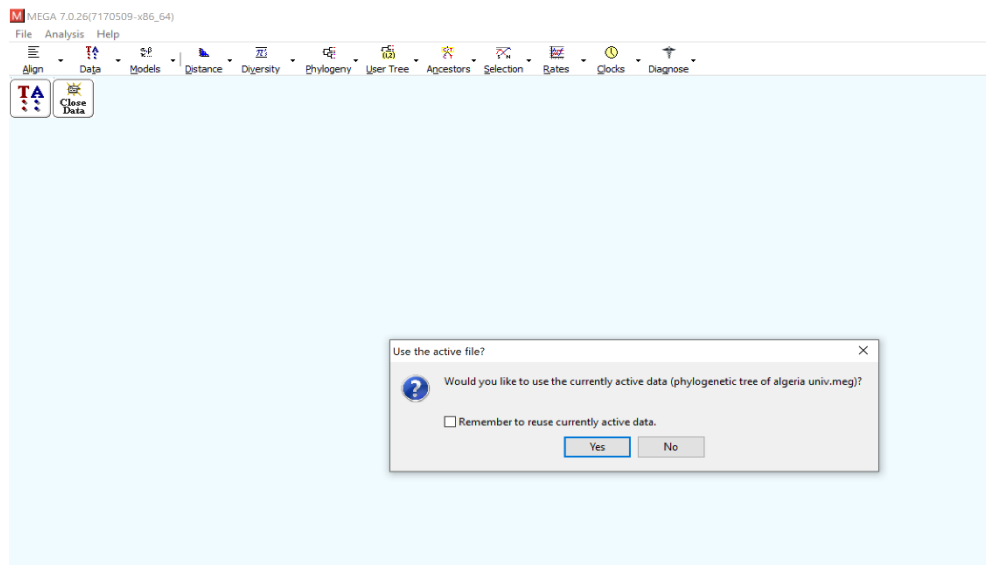 M MEGA 7.0.26(7170509-x86_64)
File Analysis Help
Align Data Models Distance Diversity Phylogeny User Tree Ancestors Selection Rates Clocks Diagnose
TA Close
Data
Use the active file?
Would you like to use the currently active data (phylogenetic tree of algeria univ.meg)?
Remember to reuse currently active data.
Yes No